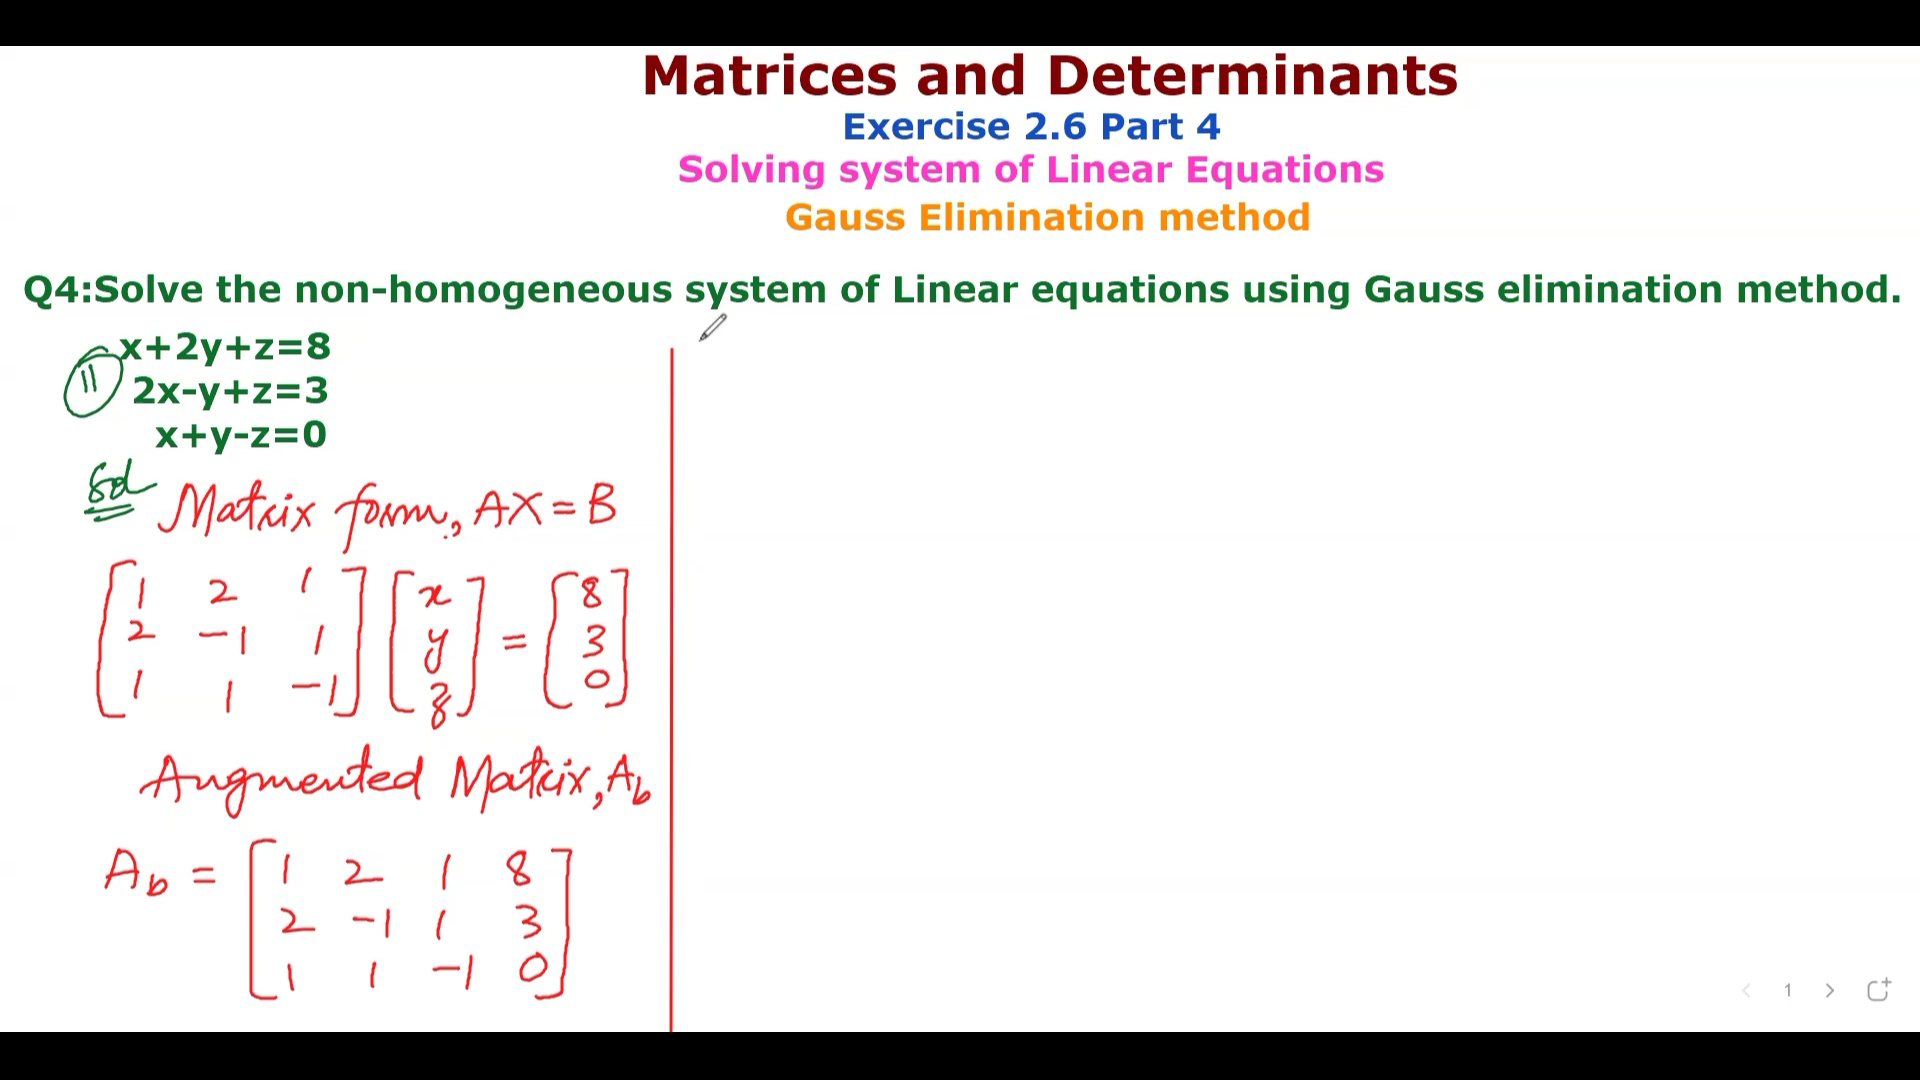 Matrices and Determinants
Exercise 2.6 Part 4
Solving system of Linear Equations
Gauss Elimination method
Q4:Solve the non-homogeneous system of Linear equations using Gauss elimination method.
x+2y+z=8
11 2x-y+z=3
x+y-z=0
Sol Matrix form, AX = B
[1 2 1] [x] [8]
[2 -1 1] [y] = [3]
[1 1 -1] [z] [0]
Augmented Matrix, Ab
Ab = [1 2 1 8]
[2 -1 1 3]
[1 1 -1 0]
< 1 >